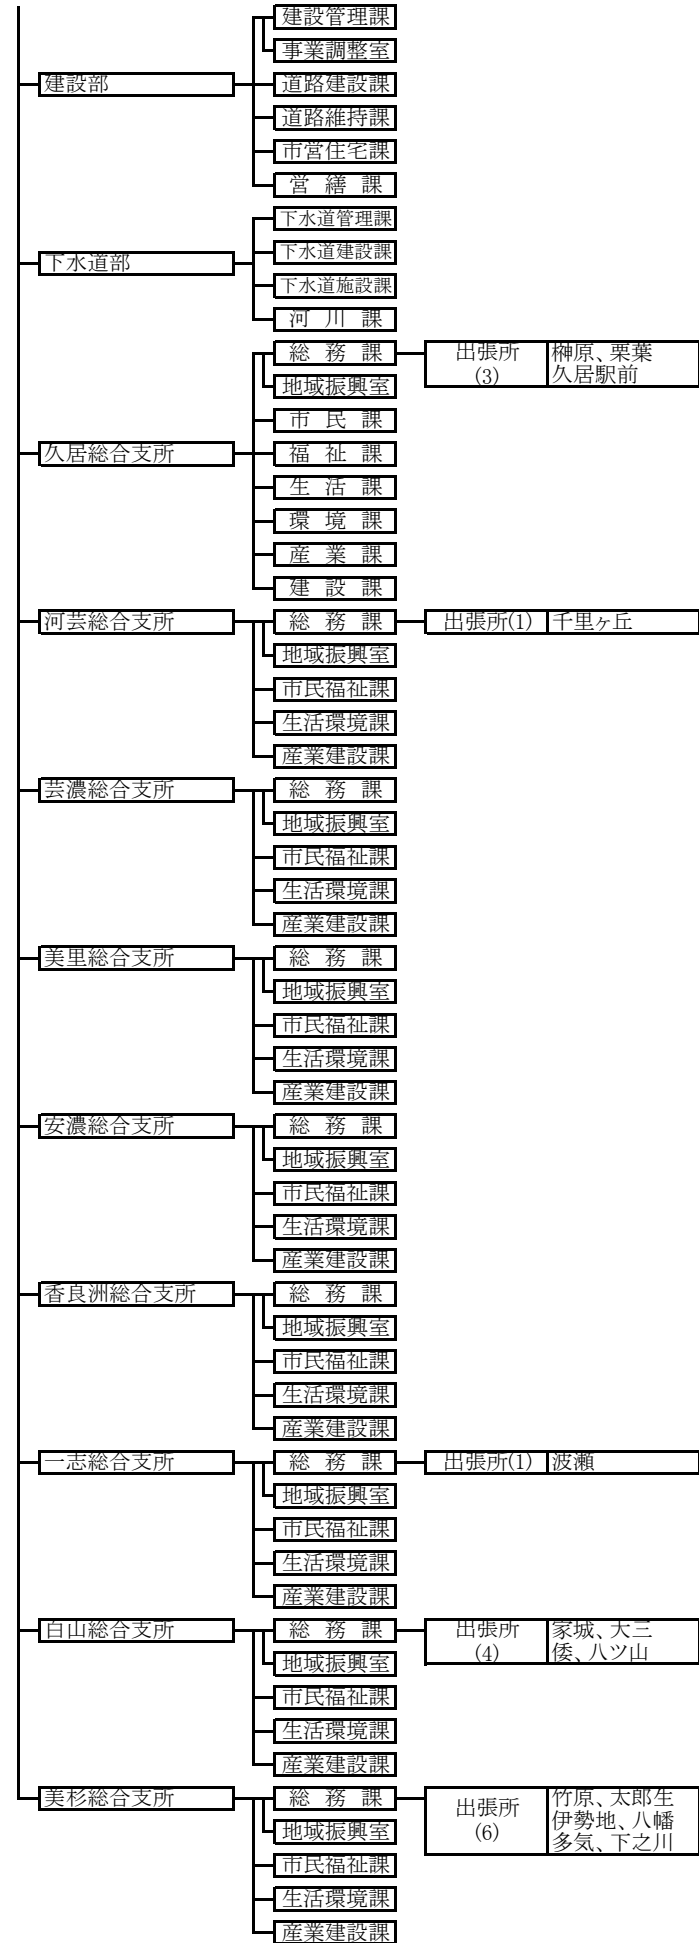 建設管理課
事業調整室
建設部
道路建設課
道路維持課
市営住宅課
営 繕 課
下水道管理課
下水道部
下水道建設課
下水道施設課
河 川 課
総 務 課
出張所
(3)
榊原、栗葉
久居駅前
地域振興室
市 民 課
久居総合支所
福 祉 課
生 活 課
環 境 課
産 業 課
建 設 課
河芸総合支所
総 務 課
出張所(1)
千里ヶ丘
地域振興室
市民福祉課
生活環境課
産業建設課
芸濃総合支所
総 務 課
地域振興室
市民福祉課
生活環境課
産業建設課
美里総合支所
総 務 課
地域振興室
市民福祉課
生活環境課
産業建設課
安濃総合支所
総 務 課
地域振興室
市民福祉課
生活環境課
産業建設課
香良洲総合支所
総 務 課
地域振興室
市民福祉課
生活環境課
産業建設課
一志総合支所
総 務 課
出張所(1)
波瀬
地域振興室
市民福祉課
生活環境課
産業建設課
白山総合支所
総 務 課
出張所
(4)
家城、大三
倭、八ツ山
地域振興室
市民福祉課
生活環境課
産業建設課
美杉総合支所
総 務 課
出張所
(6)
竹原、太郎生
伊勢地、八幡
多気、下之川
地域振興室
市民福祉課
生活環境課
産業建設課